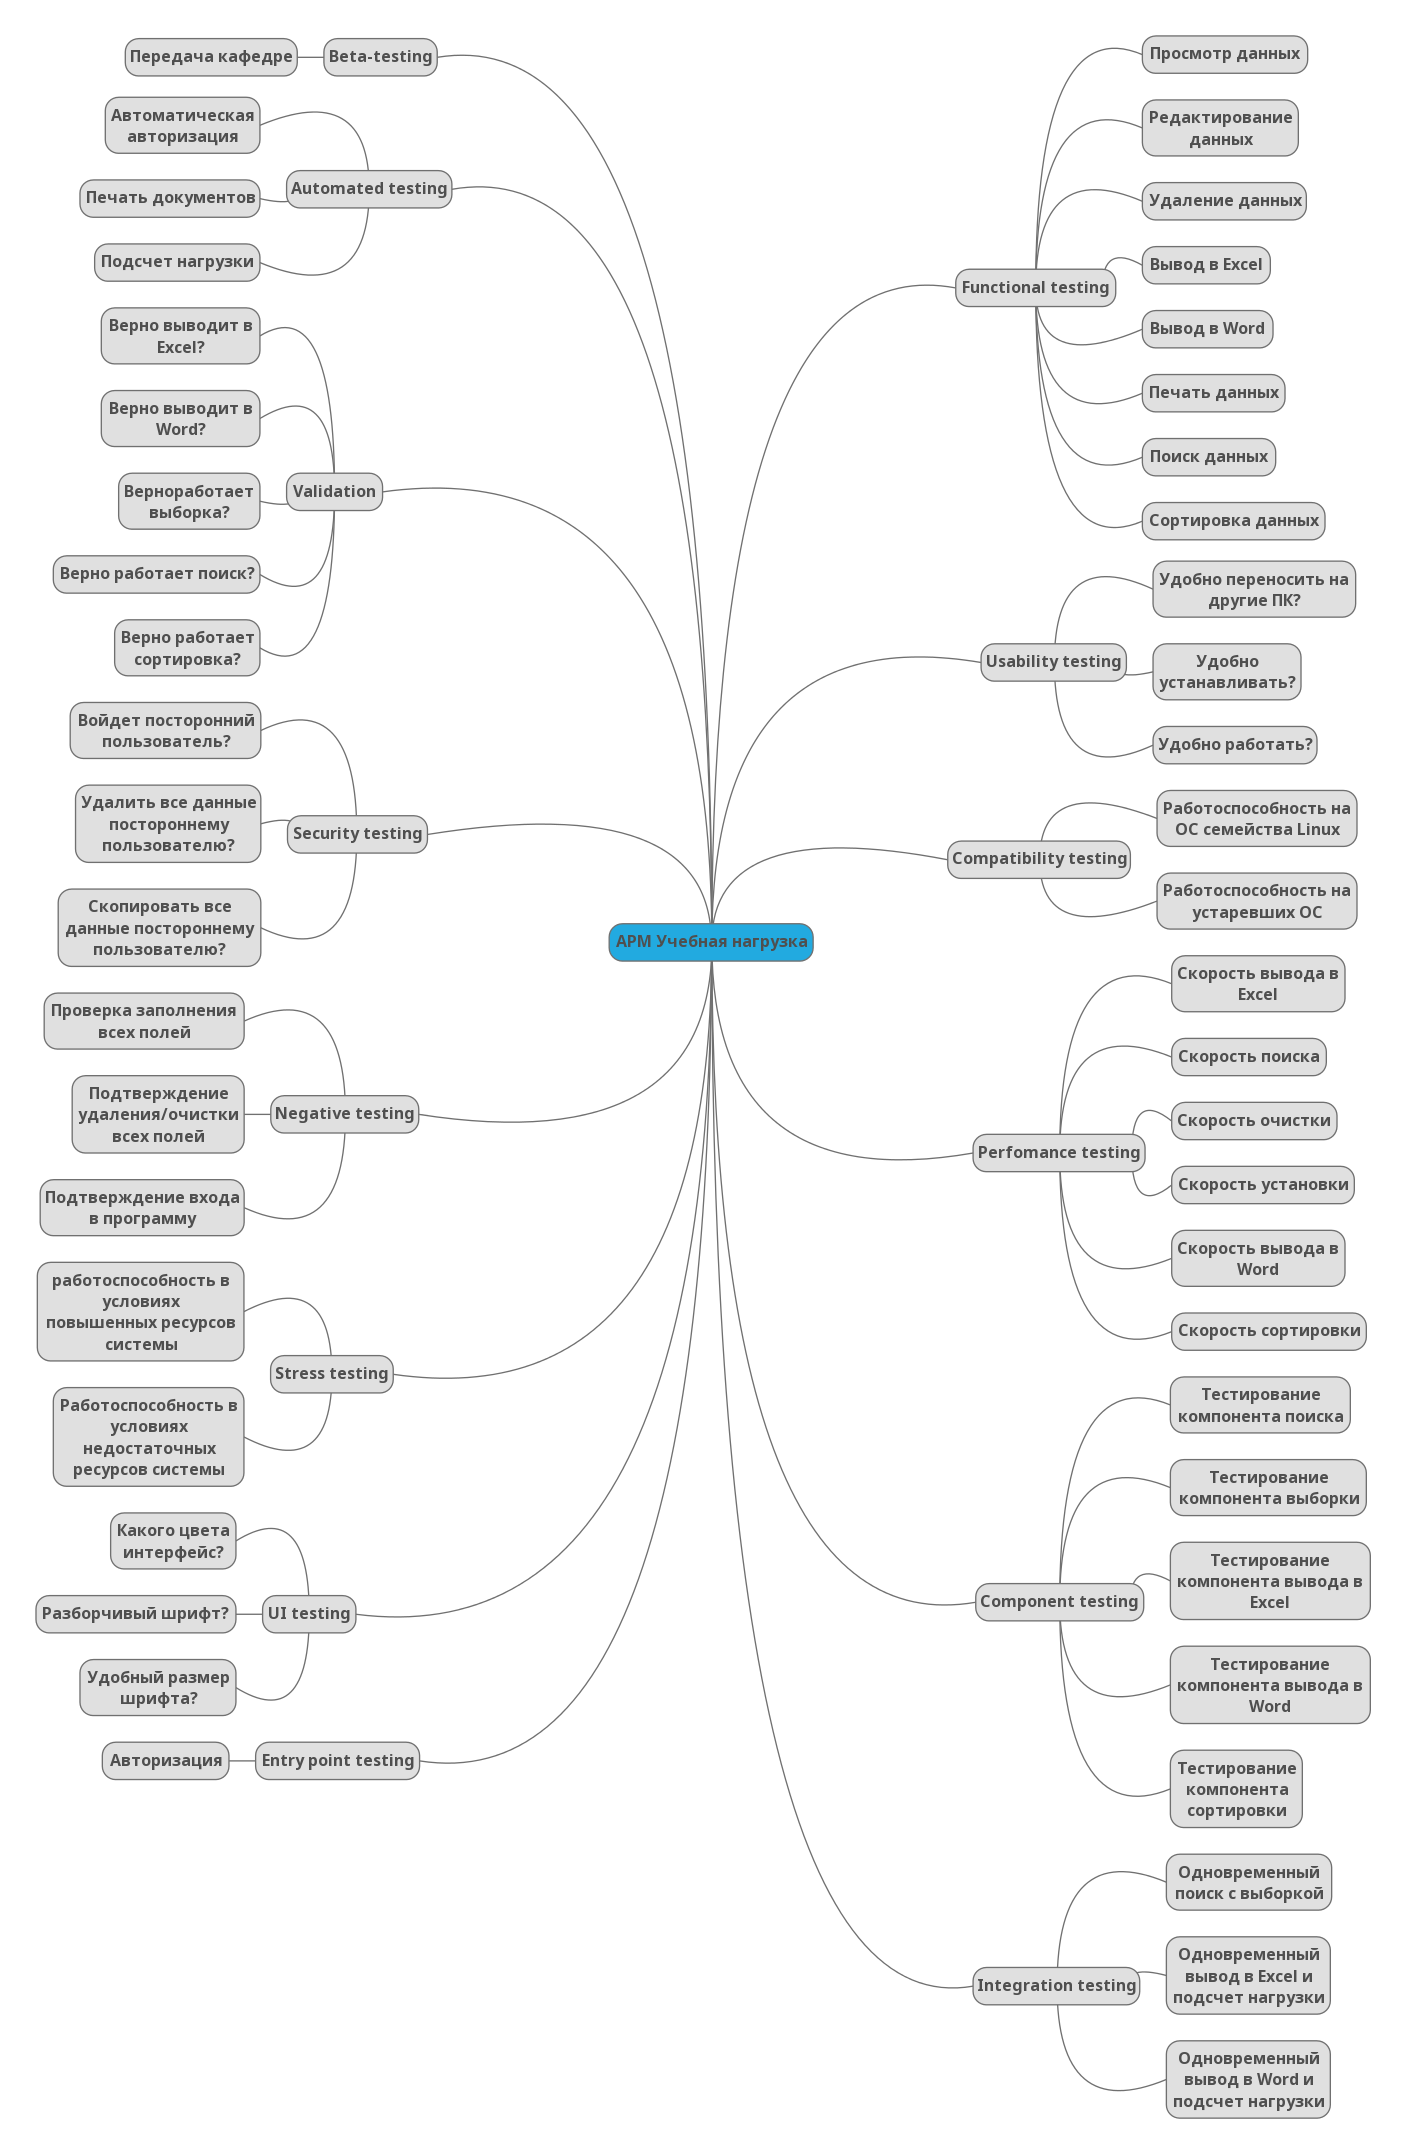 Передача кафедре
Beta-testing
Автоматическая
авторизация
Печать документов
Подсчет нагрузки
Automated testing
Верно выводит в
Excel?
Верно выводит в
Word?
Верноработает
выборка?
Верно работает поиск?
Верно работает
сортировка?
Validation
Войдет посторонний
пользователь?
Удалить все данные
постороннему
пользователю?
Скопировать все
данные постороннему
пользователю?
Security testing
Проверка заполнения
всех полей
Подтверждение
удаления/очистки
всех полей
Подтверждение входа
в программу
Negative testing
работоспособность в
условиях
повышенных ресурсов
системы
Работоспособность в
условиях
недостаточных
ресурсов системы
Stress testing
Какого цвета
интерфейс?
Разборчивый шрифт?
Удобный размер
шрифта?
UI testing
Авторизация
Entry point testing
АРМ Учебная нагрузка
Functional testing
Просмотр данных
Редактирование
данных
Удаление данных
Вывод в Excel
Вывод в Word
Печать данных
Поиск данных
Сортировка данных
Usability testing
Удобно переносить на
другие ПК?
Удобно
устанавливать?
Удобно работать?
Compatibility testing
Работоспособность на
ОС семейства Linux
Работоспособность на
устаревших ОС
Perfomance testing
Скорость вывода в
Excel
Скорость поиска
Скорость очистки
Скорость установки
Скорость вывода в
Word
Скорость сортировки
Component testing
Тестирование
компонента поиска
Тестирование
компонента выборки
Тестирование
компонента вывода в
Excel
Тестирование
компонента вывода в
Word
Тестирование
компонента
сортировки
Integration testing
Одновременный
поиск с выборкой
Одновременный
вывод в Excel и
подсчет нагрузки
Одновременный
вывод в Word и
подсчет нагрузки